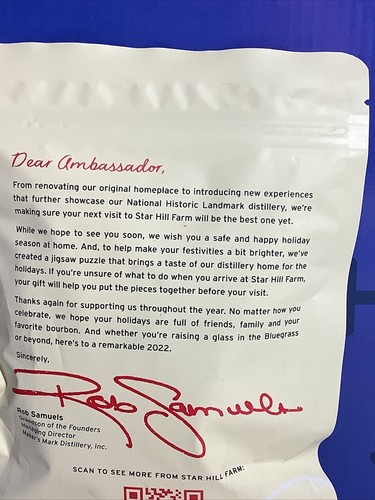 Dear Ambassador,
From renovating our original homeplace to introducing new experiences
that further showcase our National Historic Landmark distillery, we're
making sure your next visit to Star Hill Farm will be the best one yet.
While we hope to see you soon, we wish you a safe and happy holiday
season at home. And, to help make your festivities a bit brighter, we've
created a jigsaw puzzle that brings a taste of our distillery home for the
holidays. If you're unsure of what to do when you arrive at Star Hill Farm,
your gift will help you put the pieces together before your visit.
Thanks again for supporting us throughout the year. No matter how you
celebrate, we hope your holidays are full of friends, family and your
favorite bourbon. And whether you're raising a glass in the Bluegrass
or beyond, here's to a remarkable 2022.
Sincerely,
Rob Samuels
Rob Samuels
Grandson of the Founders
Managing Director
Maker's Mark Distillery, Inc.
SCAN TO SEE MORE FROM STAR HILL FARM: